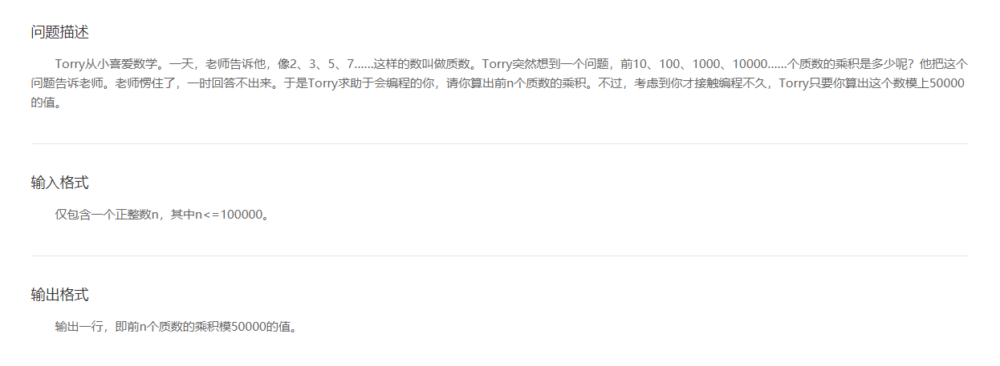 问题描述
Torry从小喜爱数学。一天，老师告诉他，像2、3、5、7……这样的数叫做质数。Torry突然想到一个问题，前10、100、1000、10000……个质数的乘积是多少呢？他把这个
问题告诉老师。老师愣住了，一时回答不出来。于是Torry求助于会编程的你，请你算出前n个质数的乘积。不过，考虑到你才接触编程不久，Torry只要你算出这个数模上50000
的值。
输入格式
仅包含一个正整数n，其中n<=100000。
输出格式
输出一行，即前n个质数的乘积模50000的值。